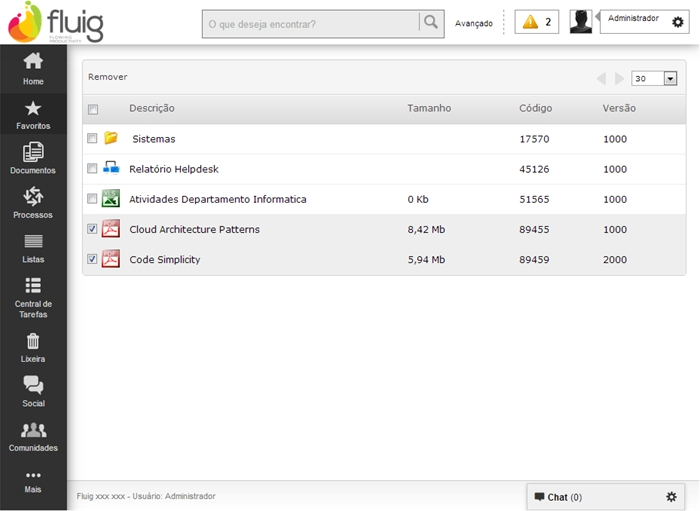 fluig
O que deseja encontrar?
Avançado
2
Administrador
Home
Favoritos
Documentos
Processos
Listas
Central de
Tarefas
Lixeira
Social
Comunidades
Mais
Remover
30
Descrição Tamanho Código Versão
Sistemas 17570 1000
Relatório Helpdesk 45126 1000
Atividades Departamento Informatica 0 Kb 51565 1000
Cloud Architecture Patterns 8,42 Mb 89455 1000
Code Simplicity 5,94 Mb 89459 2000
Fluig xxx xxx - Usuário: Administrador
Chat (0)